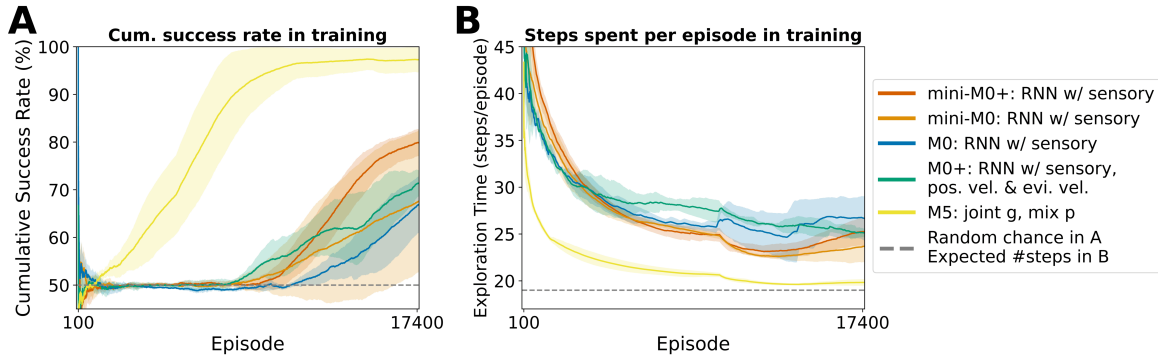 A
Cum. success rate in training
Cumulative Success Rate (%)
100
90
80
70
60
50
100
17400
Episode
B
Steps spent per episode in training
Exploration Time (steps/episode)
45
40
35
30
25
20
100
17400
Episode
mini-M0+: RNN w/ sensory
mini-M0: RNN w/ sensory
M0: RNN w/ sensory
M0+: RNN w/ sensory,
pos. vel. & evi. vel.
M5: joint g, mix p
Random chance in A
Expected #steps in B